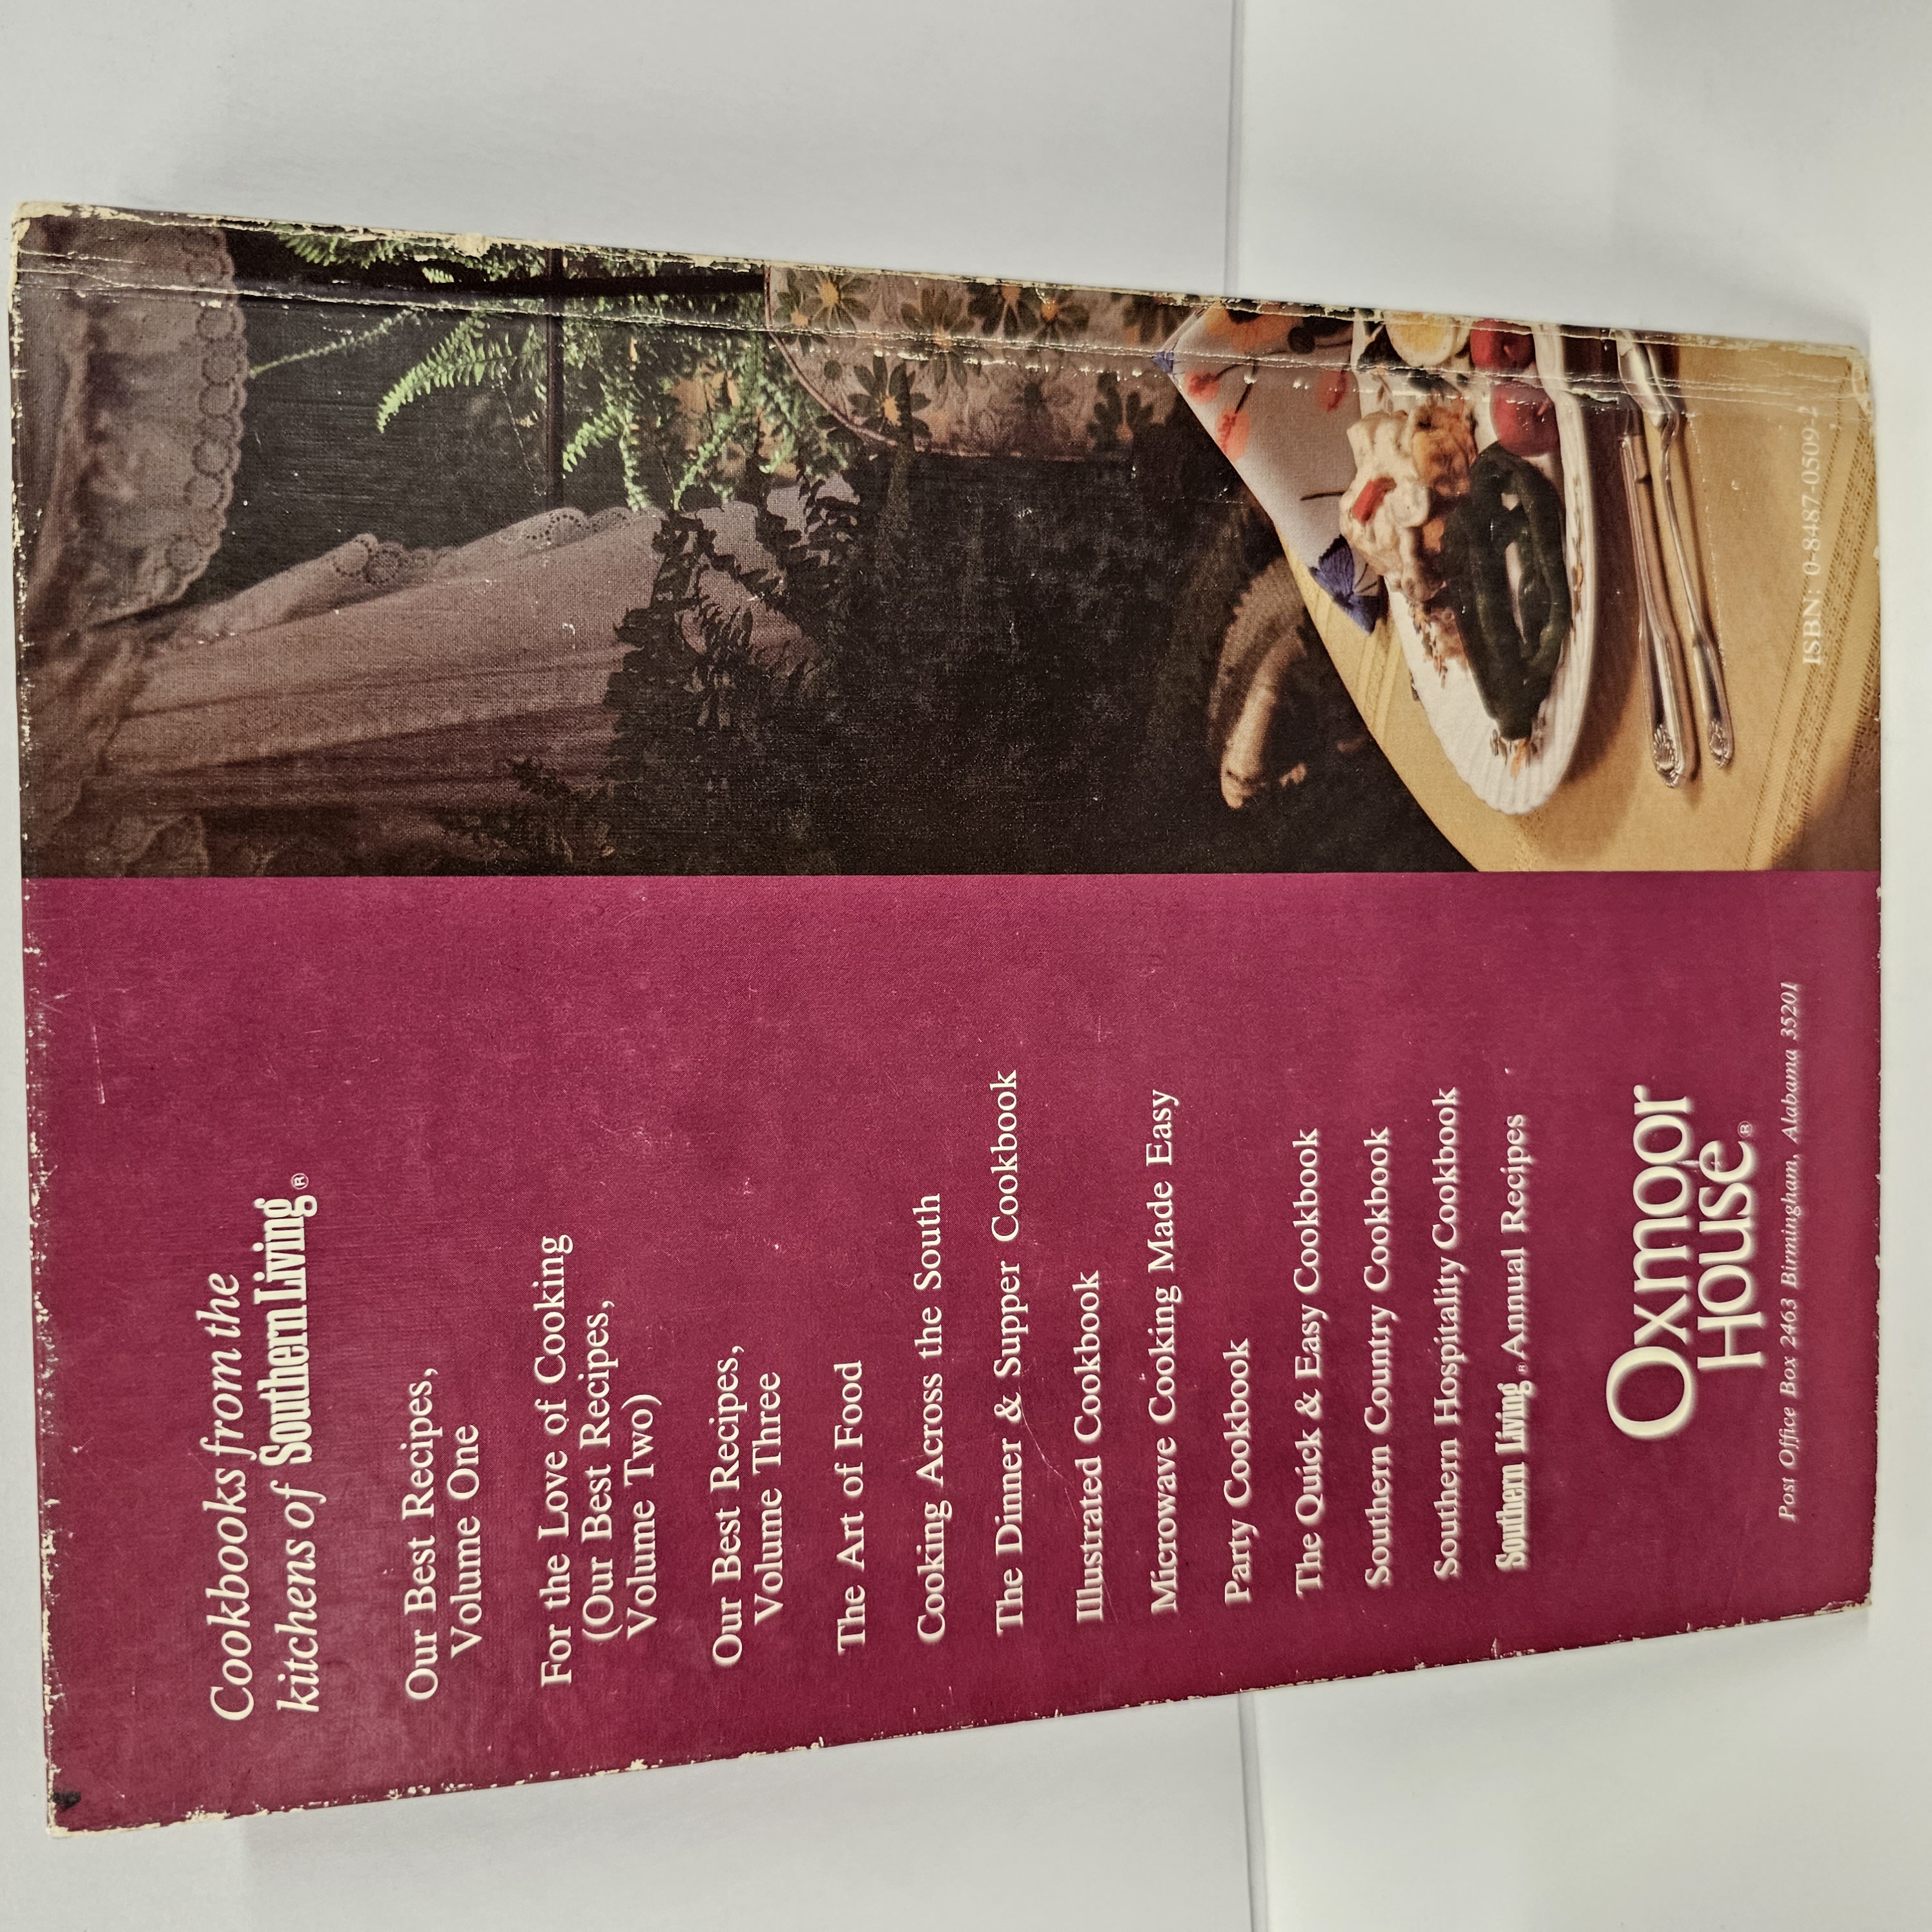 Cookbooks from the
kitchens of Southern Living®
Our Best Recipes,
Volume One
For the Love of Cooking
(Our Best Recipes,
Volume Two)
Our Best Recipes,
Volume Three
The Art of Food
Cooking Across the South
The Dinner & Supper Cookbook
Illustrated Cookbook
Microwave Cooking Made Easy
Party Cookbook
The Quick & Easy Cookbook
Southern Country Cookbook
Southern Hospitality Cookbook
Southern Living® Annual Recipes
Oxmoor
House®
Post Office Box 2463 Birmingham, Alabama 35201
ISBN: 0-8487-0509-2